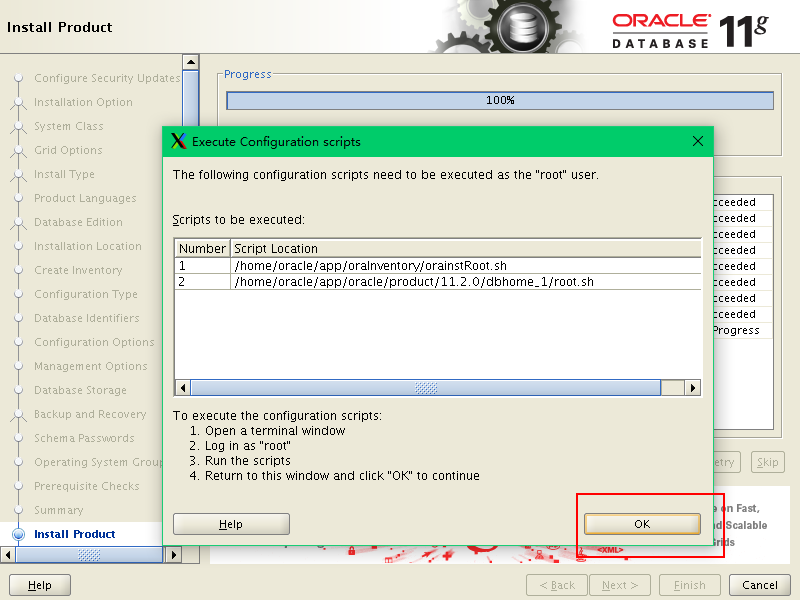 Install Product
ORACLE
DATABASE
11g
Configure Security Updates
Installation Option
System Class
Grid Options
Install Type
Product Languages
Database Edition
Installation Location
Create Inventory
Configuration Type
Database Identifiers
Configuration Options
Management Options
Database Storage
Backup and Recovery
Schema Passwords
Operating System Group
Prerequisite Checks
Summary
Install Product
Progress
100%
Execute Configuration scripts
The following configuration scripts need to be executed as the "root" user.
Scripts to be executed:
Number Script Location
1 /home/oracle/app/oraInventory/orainstRoot.sh
2 /home/oracle/app/oracle/product/11.2.0/dbhome_1/root.sh
To execute the configuration scripts:
1. Open a terminal window
2. Log in as "root"
3. Run the scripts
4. Return to this window and click "OK" to continue
Help
OK
cceeded
cceeded
cceeded
cceeded
cceeded
cceeded
cceeded
cceeded
Progress
etry
Skip
e on Fast,
nd Scalable
Grids
<XML>
Help
< Back
Next >
Finish
Cancel